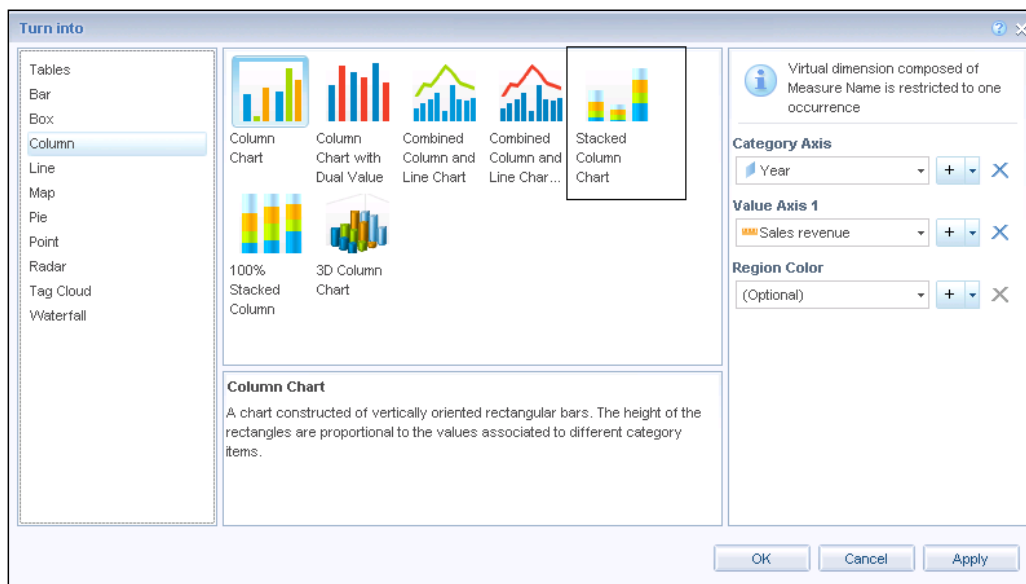 Turn into
Tables
Bar
Box
Column
Line
Map
Pie
Point
Radar
Tag Cloud
Waterfall
Column
Chart
Column
Chart with
Dual Value
Combined
Column and
Line Chart
Combined
Column and
Line Char...
Stacked
Column
Chart
100%
Stacked
Column
3D Column
Chart
Column Chart
A chart constructed of vertically oriented rectangular bars. The height of the
rectangles are proportional to the values associated to different category
items.
Virtual dimension composed of
Measure Name is restricted to one
occurrence
Category Axis
Year
Value Axis 1
Sales revenue
Region Color
(Optional)
OK
Cancel
Apply